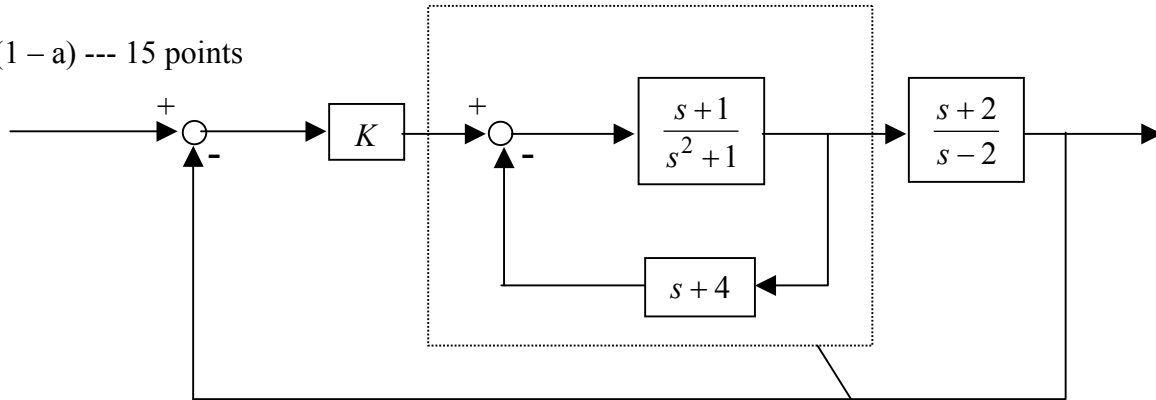 (1 – a) --- 15 points
+
-
K
+
-
s + 1
s² + 1
s + 2
s − 2
s + 4